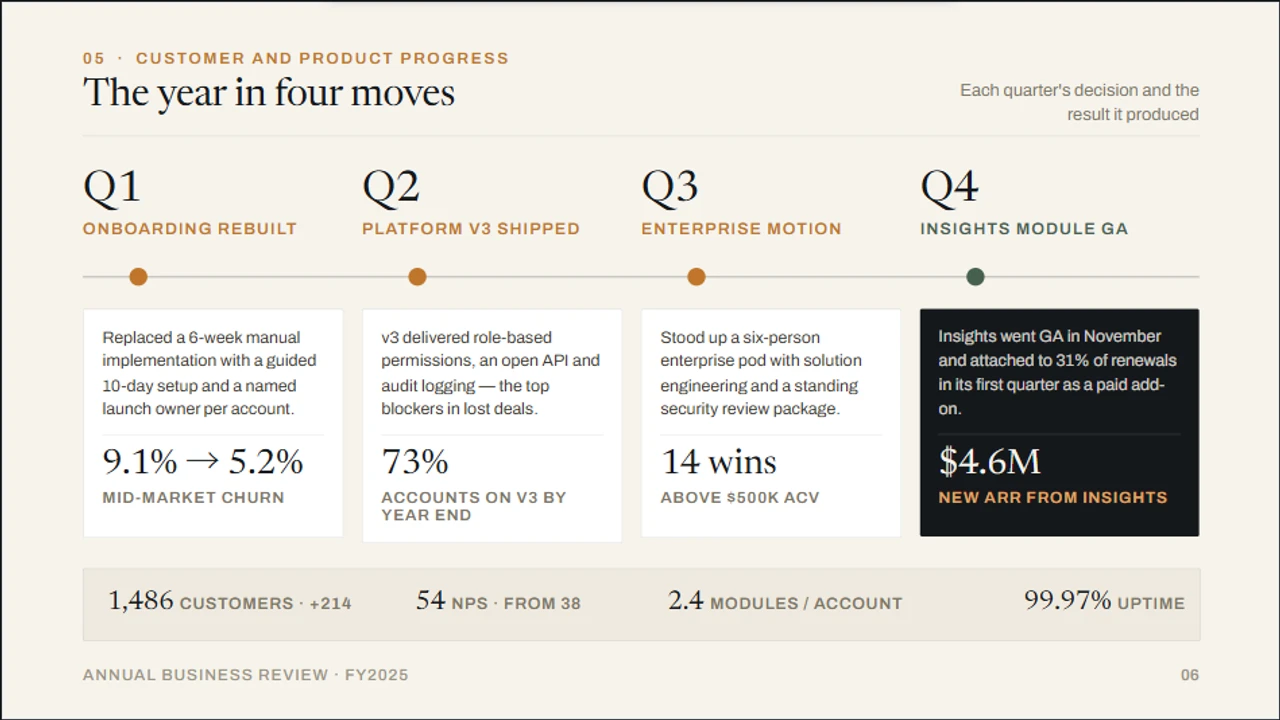 05 · CUSTOMER AND PRODUCT PROGRESS
The year in four moves
Each quarter's decision and the
result it produced
Q1
ONBOARDING REBUILT
Q2
PLATFORM V3 SHIPPED
Q3
ENTERPRISE MOTION
Q4
INSIGHTS MODULE GA
Replaced a 6-week manual
implementation with a guided
10-day setup and a named
launch owner per account.
9.1% → 5.2%
MID-MARKET CHURN
v3 delivered role-based
permissions, an open API and
audit logging — the top
blockers in lost deals.
73%
ACCOUNTS ON V3 BY
YEAR END
Stood up a six-person
enterprise pod with solution
engineering and a standing
security review package.
14 wins
ABOVE $500K ACV
Insights went GA in November
and attached to 31% of renewals
in its first quarter as a paid add-
on.
$4.6M
NEW ARR FROM INSIGHTS
1,486 CUSTOMERS · +214
54 NPS · FROM 38
2.4 MODULES / ACCOUNT
99.97% UPTIME
ANNUAL BUSINESS REVIEW · FY2025
06